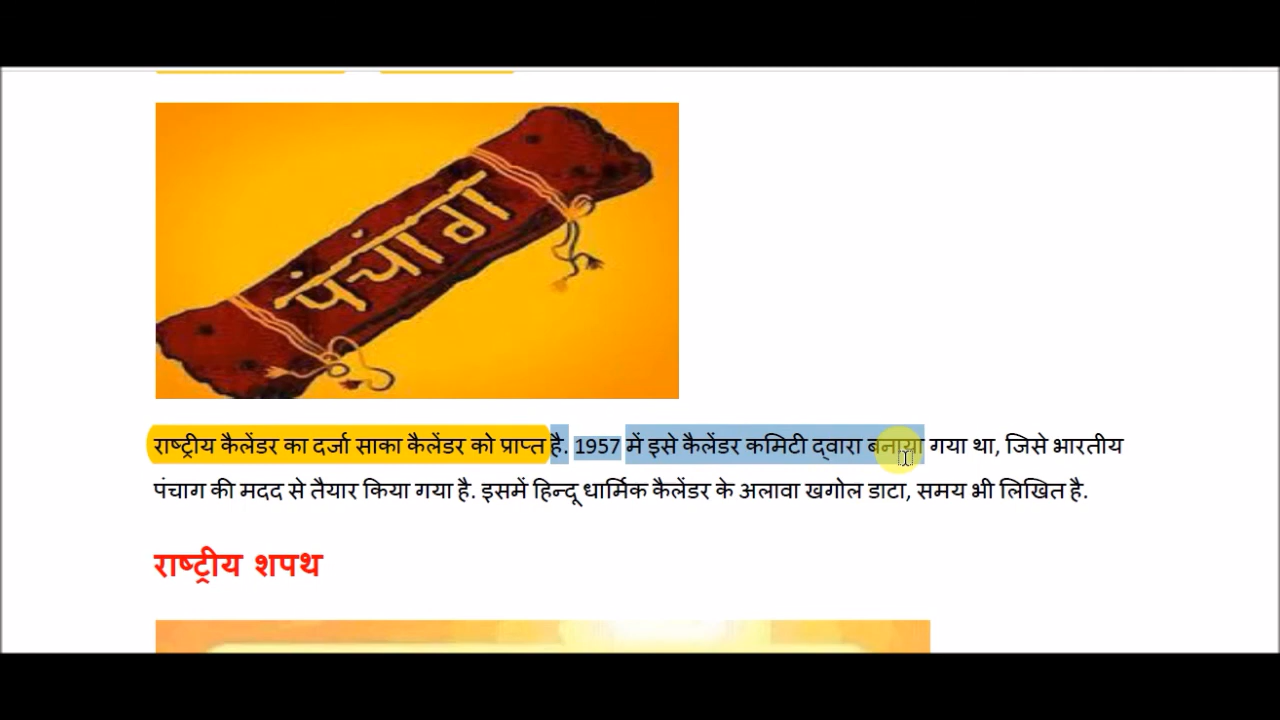 पंचांग
राष्ट्रीय कैलेंडर का दर्जा साका कैलेंडर को प्राप्त है. 1957 में इसे कैलेंडर कमिटी द्वारा बनाया गया था, जिसे भारतीय
पंचाग की मदद से तैयार किया गया है. इसमें हिन्दू धार्मिक कैलेंडर के अलावा खगोल डाटा, समय भी लिखित है.
राष्ट्रीय शपथ